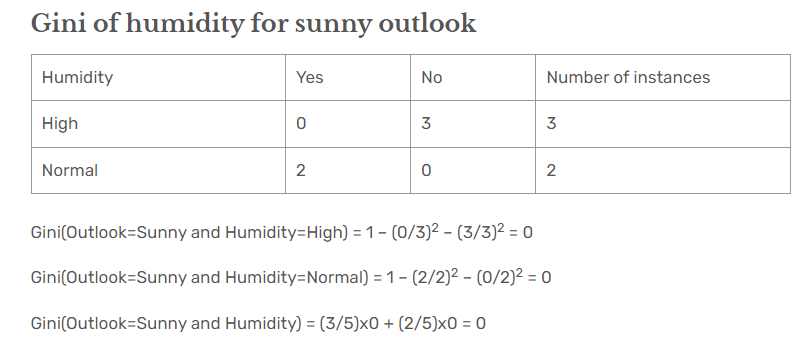 Gini of humidity for sunny outlook
Humidity Yes No Number of instances
High 0 3 3
Normal 2 0 2
Gini(Outlook=Sunny and Humidity=High) = 1 – (0/3)² – (3/3)² = 0
Gini(Outlook=Sunny and Humidity=Normal) = 1 – (2/2)² – (0/2)² = 0
Gini(Outlook=Sunny and Humidity) = (3/5)x0 + (2/5)x0 = 0